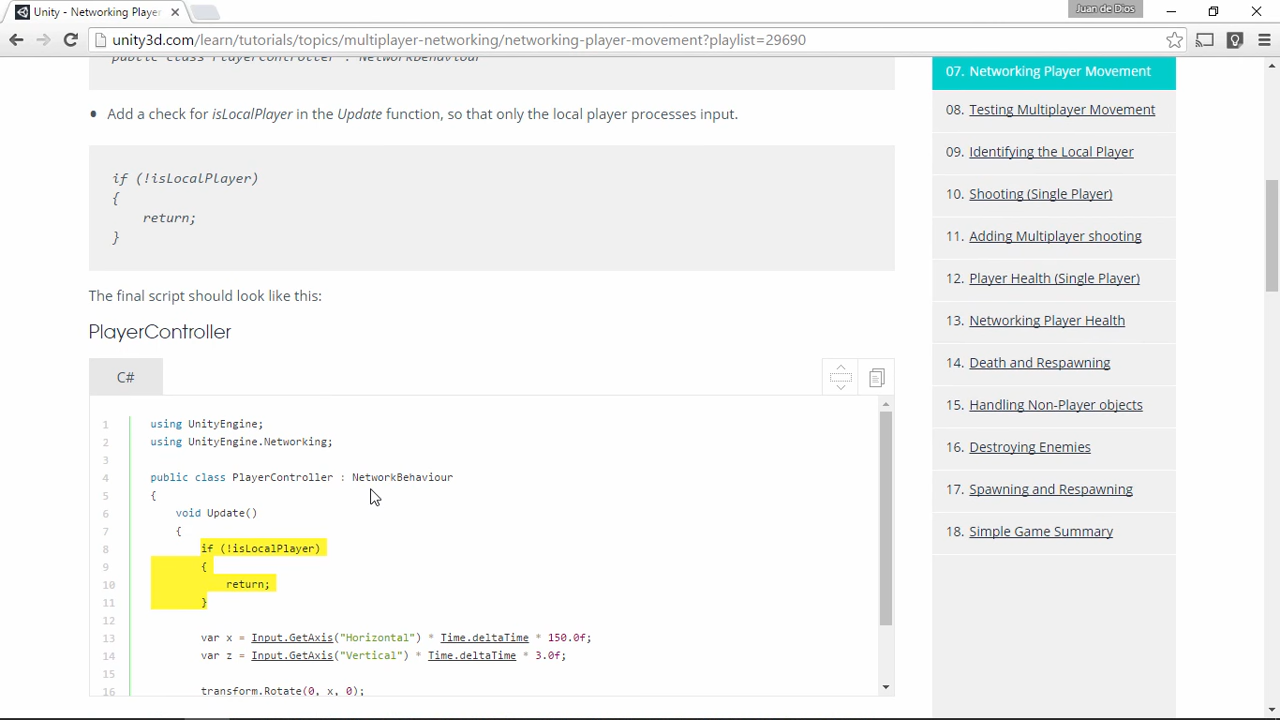 Unity - Networking Player
Juan de Dios
unity3d.com/learn/tutorials/topics/multiplayer-networking/networking-player-movement?playlist=29690
public class PlayerController : NetworkBehaviour
• Add a check for isLocalPlayer in the Update function, so that only the local player processes input.
if (!isLocalPlayer)
{
return;
}
The final script should look like this:
PlayerController
C#
1 using UnityEngine;
2 using UnityEngine.Networking;
3
4 public class PlayerController : NetworkBehaviour
5 {
6 void Update()
7 {
8 if (!isLocalPlayer)
9 {
10 return;
11 }
12
13 var x = Input.GetAxis("Horizontal") * Time.deltaTime * 150.0f;
14 var z = Input.GetAxis("Vertical") * Time.deltaTime * 3.0f;
15
16 transform.Rotate(0, x, 0);
07. Networking Player Movement
08. Testing Multiplayer Movement
09. Identifying the Local Player
10. Shooting (Single Player)
11. Adding Multiplayer shooting
12. Player Health (Single Player)
13. Networking Player Health
14. Death and Respawning
15. Handling Non-Player objects
16. Destroying Enemies
17. Spawning and Respawning
18. Simple Game Summary